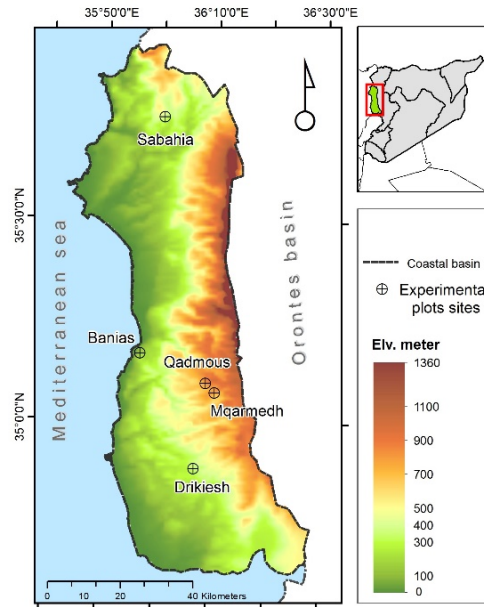 35°50'0"E
36°10'0"E
36°30'0"E
Sabahia
35°30'0"N
Mediterranean sea
Orontes basin
Banias
Qadmous
Mqarmedh
35°0'0"N
Drikiesh
0 10 20 40 Kilometers
Coastal basin
Experimental
plots sites
Elv. meter
1360
1100
900
700
500
400
300
100
0